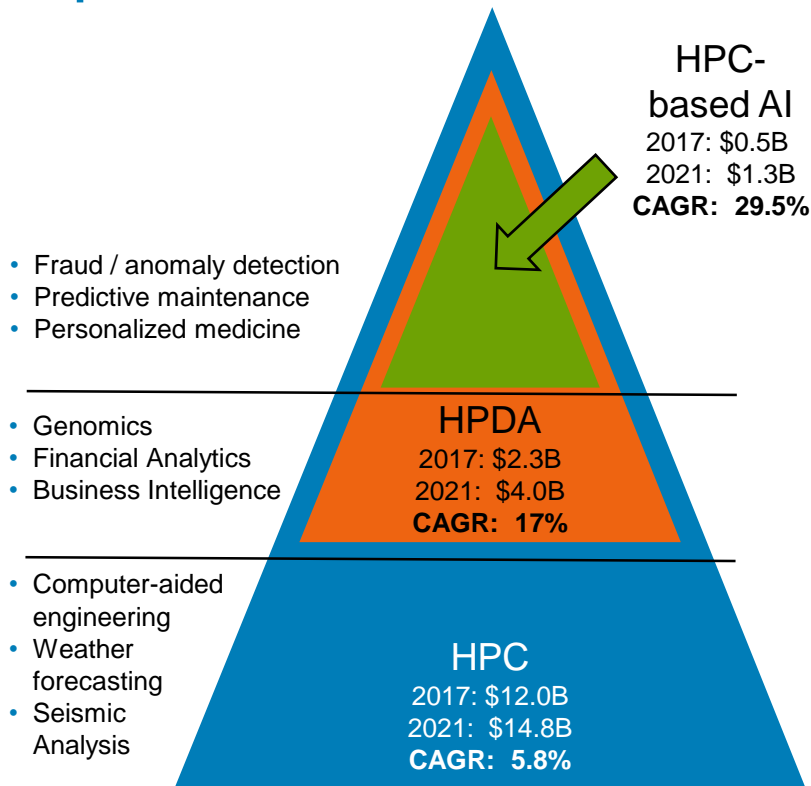 HPC-
based AI
2017: $0.5B
2021: $1.3B
CAGR: 29.5%
• Fraud / anomaly detection
• Predictive maintenance
• Personalized medicine
• Genomics
• Financial Analytics
• Business Intelligence
HPDA
2017: $2.3B
2021: $4.0B
CAGR: 17%
• Computer-aided
engineering
• Weather
forecasting
• Seismic
Analysis
HPC
2017: $12.0B
2021: $14.8B
CAGR: 5.8%